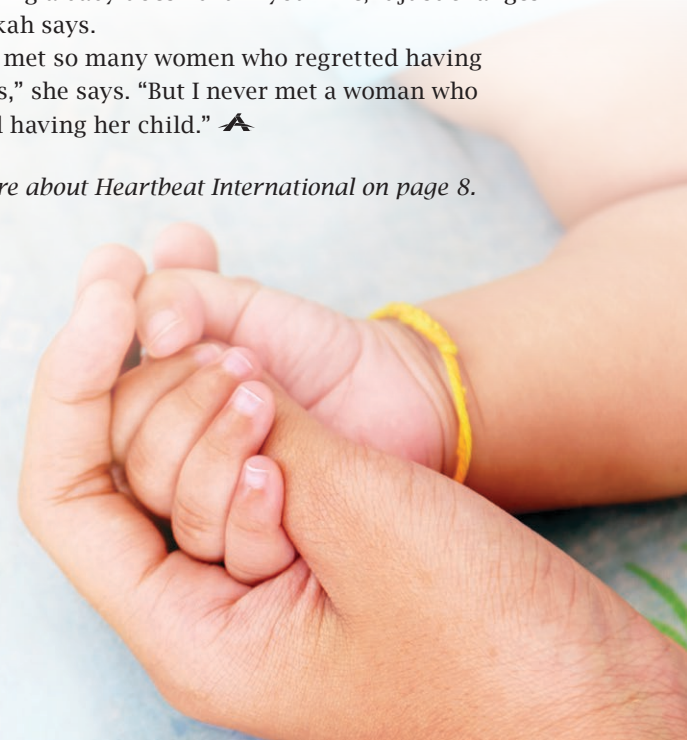 kah says.
met so many women who regretted having
s,” she says. “But I never met a woman who
having her child.”
re about Heartbeat International on page 8.